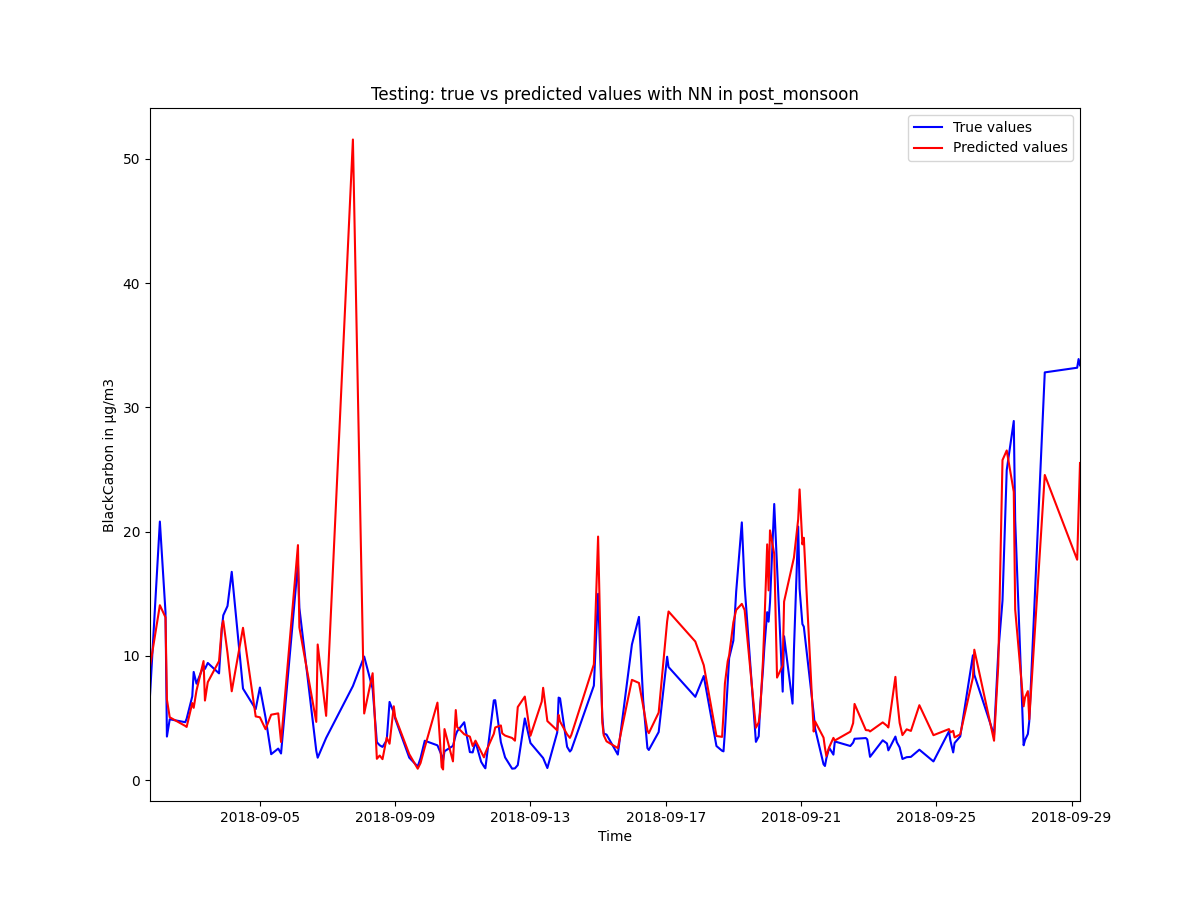 Testing: true vs predicted values with NN in post_monsoon
True values
Predicted values
BlackCarbon in µg/m3
50
40
30
20
10
0
2018-09-05 2018-09-09 2018-09-13 2018-09-17 2018-09-21 2018-09-25 2018-09-29
Time